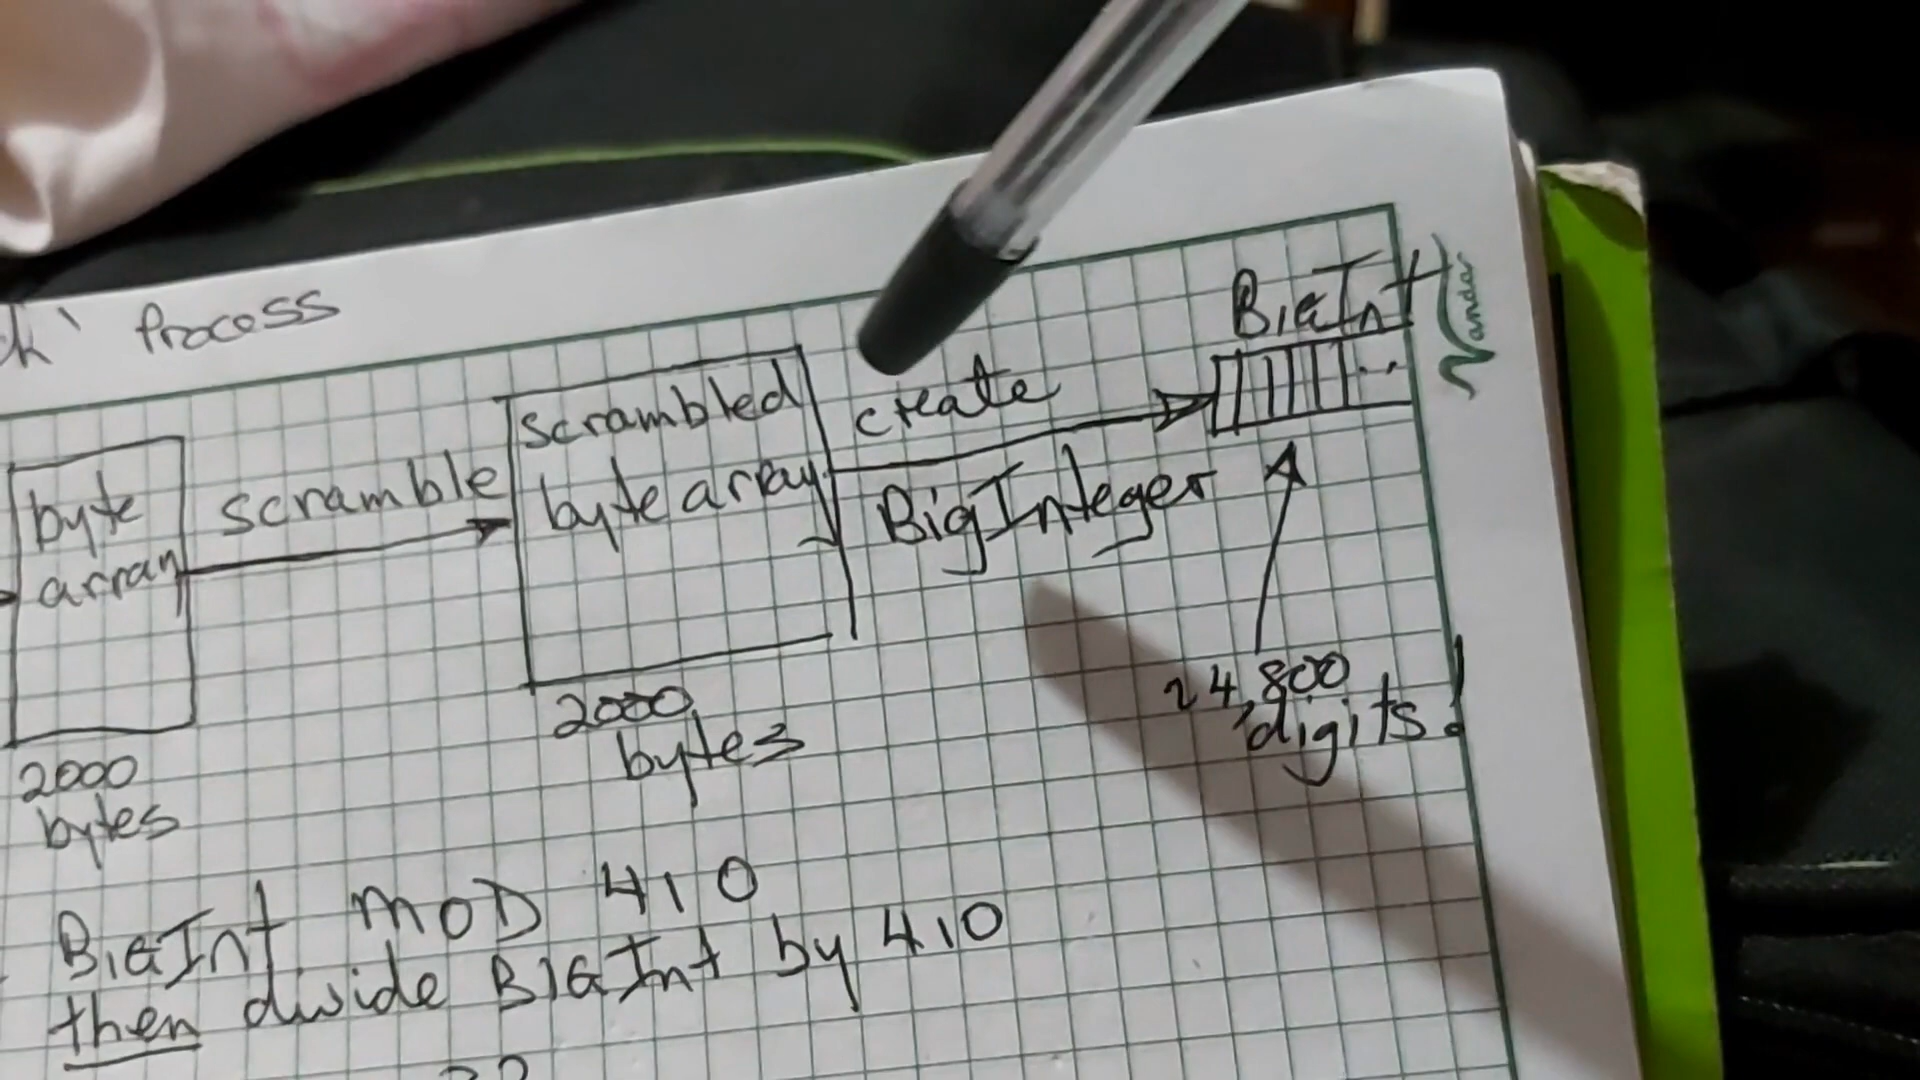 Process
BIGInt
Nanda
scrambled
byte array
create
BigInteger
byte
array
scramble
24,800
digits!
2000
bytes
2000
bytes
BIGInt MOD 410
then divide BIGInt by 410